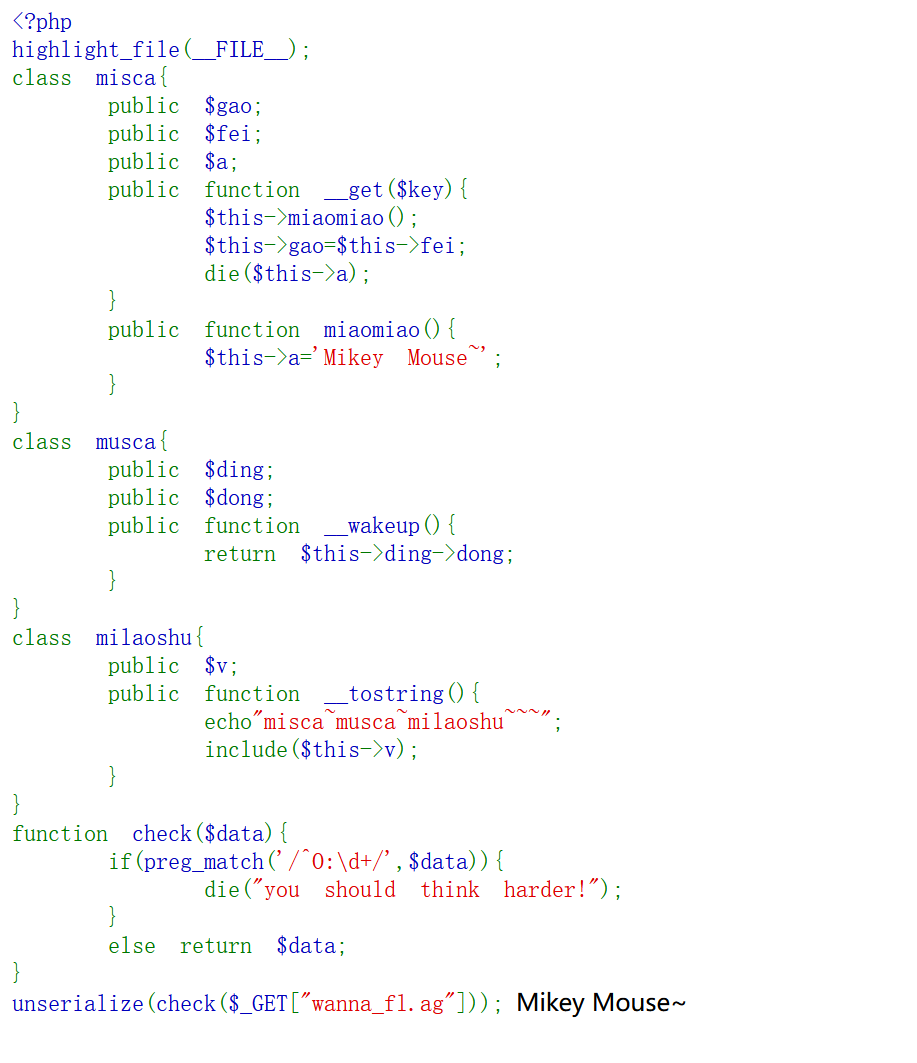 <?php
highlight_file(__FILE__);
class misca{
public $gao;
public $fei;
public $a;
public function __get($key){
$this->miaomiao();
$this->gao=$this->fei;
die($this->a);
}
public function miaomiao(){
$this->a='Mikey Mouse~';
}
}
class musca{
public $ding;
public $dong;
public function __wakeup(){
return $this->ding->dong;
}
}
class milaoshu{
public $v;
public function __tostring(){
echo"misca~musca~milaoshu~~~";
include($this->v);
}
}
function check($data){
if(preg_match('/^O:\d+/',$data)){
die("you should think harder!");
}
else return $data;
}
unserialize(check($_GET["wanna_fl.ag"])); Mikey Mouse~